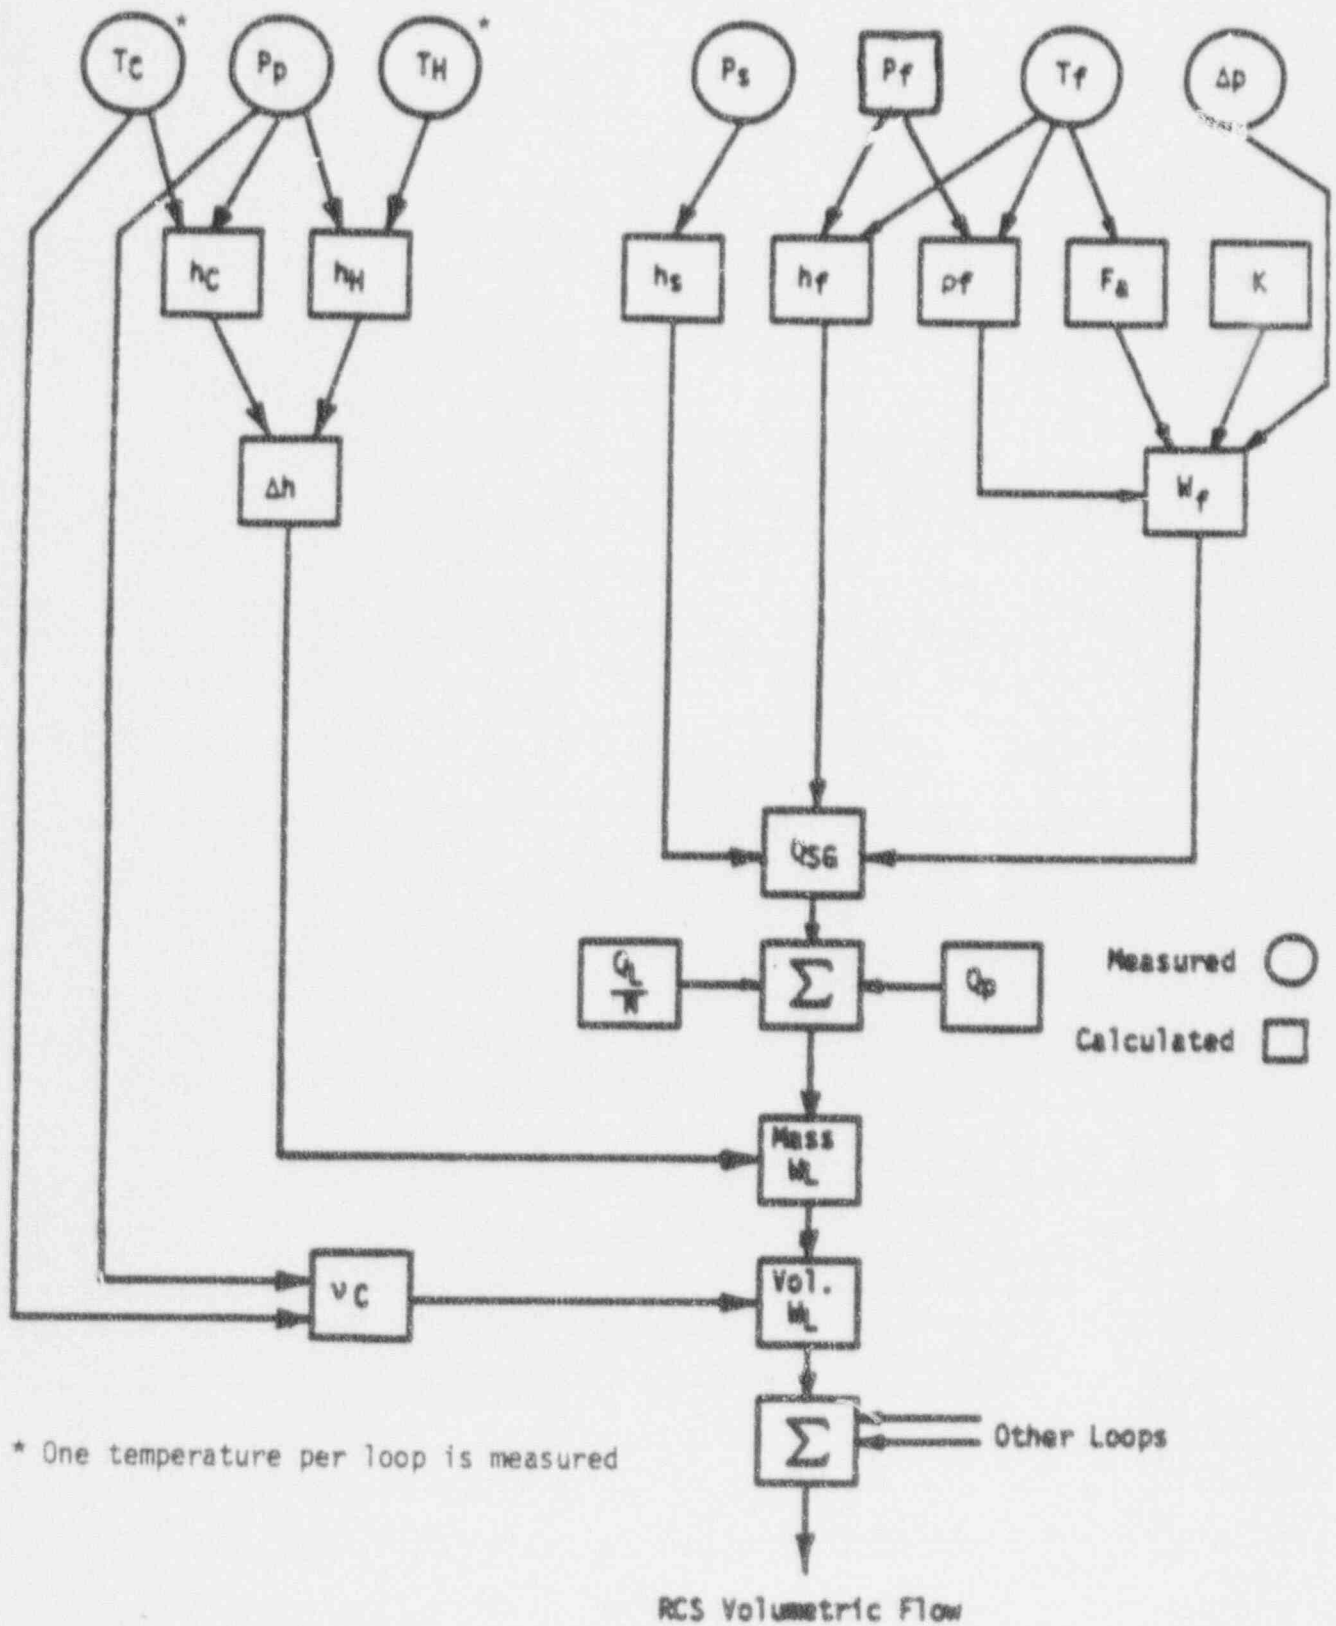 TC * Pp TH * Ps Pf Tf Δp
hC hH hs hf ρf Fa K
Δh Wf
QSG
QL/N Σ Qp Measured
Calculated
Mass
WL
νC Vol.
WL
Σ Other Loops
* One temperature per loop is measured
RCS Volumetric Flow